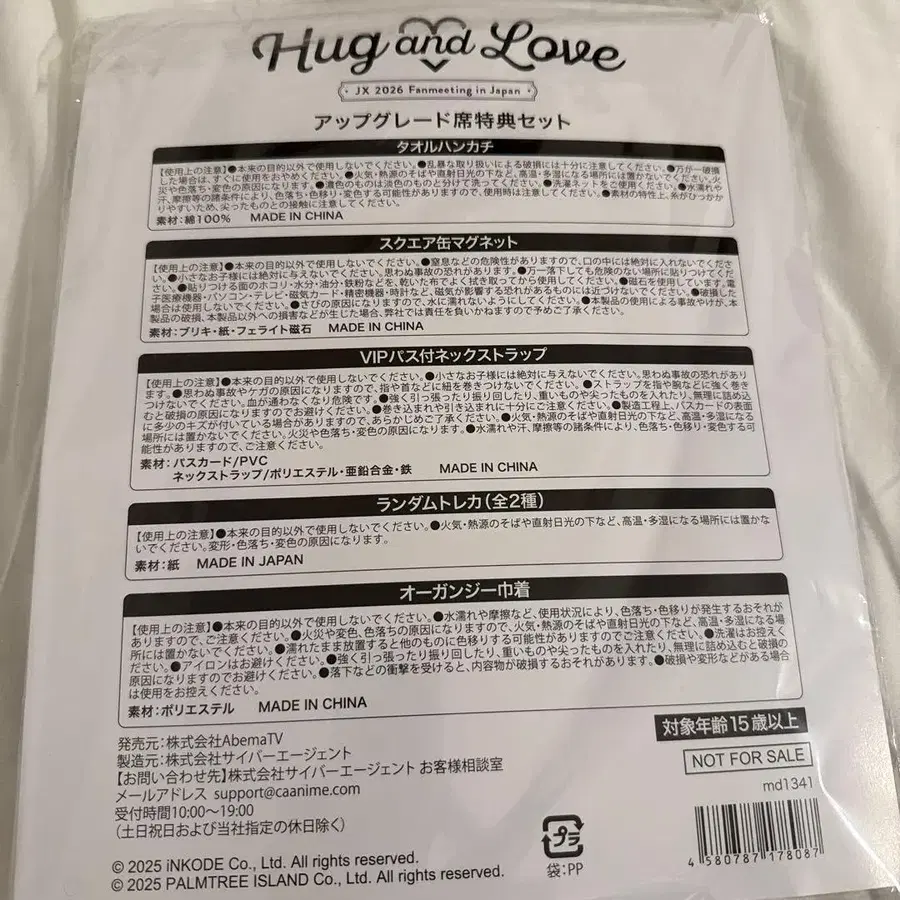 Hug and Love
JX 2026 Fanmeeting in Japan
アップグレード席特典セット
タオルハンカチ
【使用上の注意】●本来の目的以外で使用しないでください。●乱暴な取り扱いによる破損には十分に注意してください。●万が一破損
した場合は、すぐに使用をおやめください。●火気・熱源のそばや直射日光の下など、高温・多湿になる場所には置かないでください。火
災や色落ち・変色の原因になります。●濃色のものは淡色のものと分けて洗ってください。●洗濯ネットをご使用ください。●水濡れや
汗、摩擦等の諸条件により、色落ち・色移り・変色する可能性がありますので、使用時は注意してください。●素材の特性上、糸がひっかか
りやすいため、尖ったものとの接触に注意してください。
素材：綿100% MADE IN CHINA
スクエア缶マグネット
【使用上の注意】●本来の目的以外で使用しないでください。●窒息などの危険性がありますので、口の中には絶対に入れないでください。
●小さなお子様には絶対に与えないでください。思わぬ事故の恐れがあります。●万一落下しても危険のない場所に貼りつけてくださ
い。●貼りつける面のホコリ・水分・油分・鉄粉などを、乾いた布でよく拭き取ってから使用してください。●磁石を使用しています。電
子医療機器・パソコン・テレビ・磁気カード・精密機器・時計など、磁気が影響する恐れがあるものには近づけないでください。●破損した
場合は使用しないでください。●さびの原因になりますので、水に濡れないようにしてください。●本製品の使用による事故やけが、本
製品の破損、本製品以外への損害などが生じた場合、弊社では責任を負いかねますので予めご了承ください。
素材：ブリキ・紙・フェライト磁石 MADE IN CHINA
VIPパス付ネックストラップ
【使用上の注意】●本来の目的以外で使用しないでください。●小さなお子様には絶対に与えないでください。思わぬ事故の恐れがあり
ます。●思わぬ事故やケガの原因になりますので、指や首などに紐を巻きつけないでください。●ストラップを指や腕などに強く巻き
つけないでください。血が通わなくなり危険です。●強く引っ張ったり振り回したり、重いものや尖ったものを入れたり、無理に詰め込
むと破損の原因になりますのでお避けください。●巻き込まれや引き込まれに十分にご注意ください。●製造工程上、パスカードの表面
に多少のキズが付いている場合がありますので、あらかじめご了承ください。●火気・熱源のそばや直射日光の下など、高温・多湿になる
場所には置かないでください。火災や色落ち・変色の原因になります。●水濡れや汗、摩擦等の諸条件により、色落ち・色移り・変色する可
能性がありますので、ご注意ください。
素材：パスカード/PVC
ネックストラップ/ポリエステル・亜鉛合金・鉄 MADE IN CHINA
ランダムトレカ(全2種)
【使用上の注意】●本来の目的以外で使用しないでください。●火気・熱源のそばや直射日光の下など、高温・多湿になる場所には置かな
いでください。変形・色落ち・変色の原因になります。
素材：紙 MADE IN JAPAN
オーガンジー巾着
【使用上の注意】●本来の目的以外で使用しないでください。●水濡れや摩擦など、使用状況により、色落ち・色移りが発生するおそれが
ありますので、ご注意ください。●火災や変色、色落ちの原因になりますので、火気・熱源のそばや直射日光の下など、高温・多湿になる場
所には置かないでください。●濡れたまま放置すると他のものに色移りする可能性がありますのでご注意ください。●洗濯はお控えく
ださい。●アイロンはお避けください。●強く引っ張ったり振り回したり、重いものや尖ったものを入れたり、無理に詰め込むと破損の
原因になりますのでお避けください。●落下などの衝撃を受けると、内容物が破損するおそれがあります。●破損や変形などがある場合
は使用をお控えください。
素材：ポリエステル MADE IN CHINA
対象年齢15歳以上
発売元：株式会社AbemaTV
製造元：株式会社サイバーエージェント
【お問い合わせ先】株式会社サイバーエージェント お客様相談室
メールアドレス support@caanime.com
受付時間10:00〜19:00
(土日祝日および当社指定の休日除く)
NOT FOR SALE
md1341
プラ
袋：PP
4 580787 178087
© 2025 iNKODE Co., Ltd. All rights reserved.
© 2025 PALMTREE ISLAND Co., Ltd. All rights reserved.